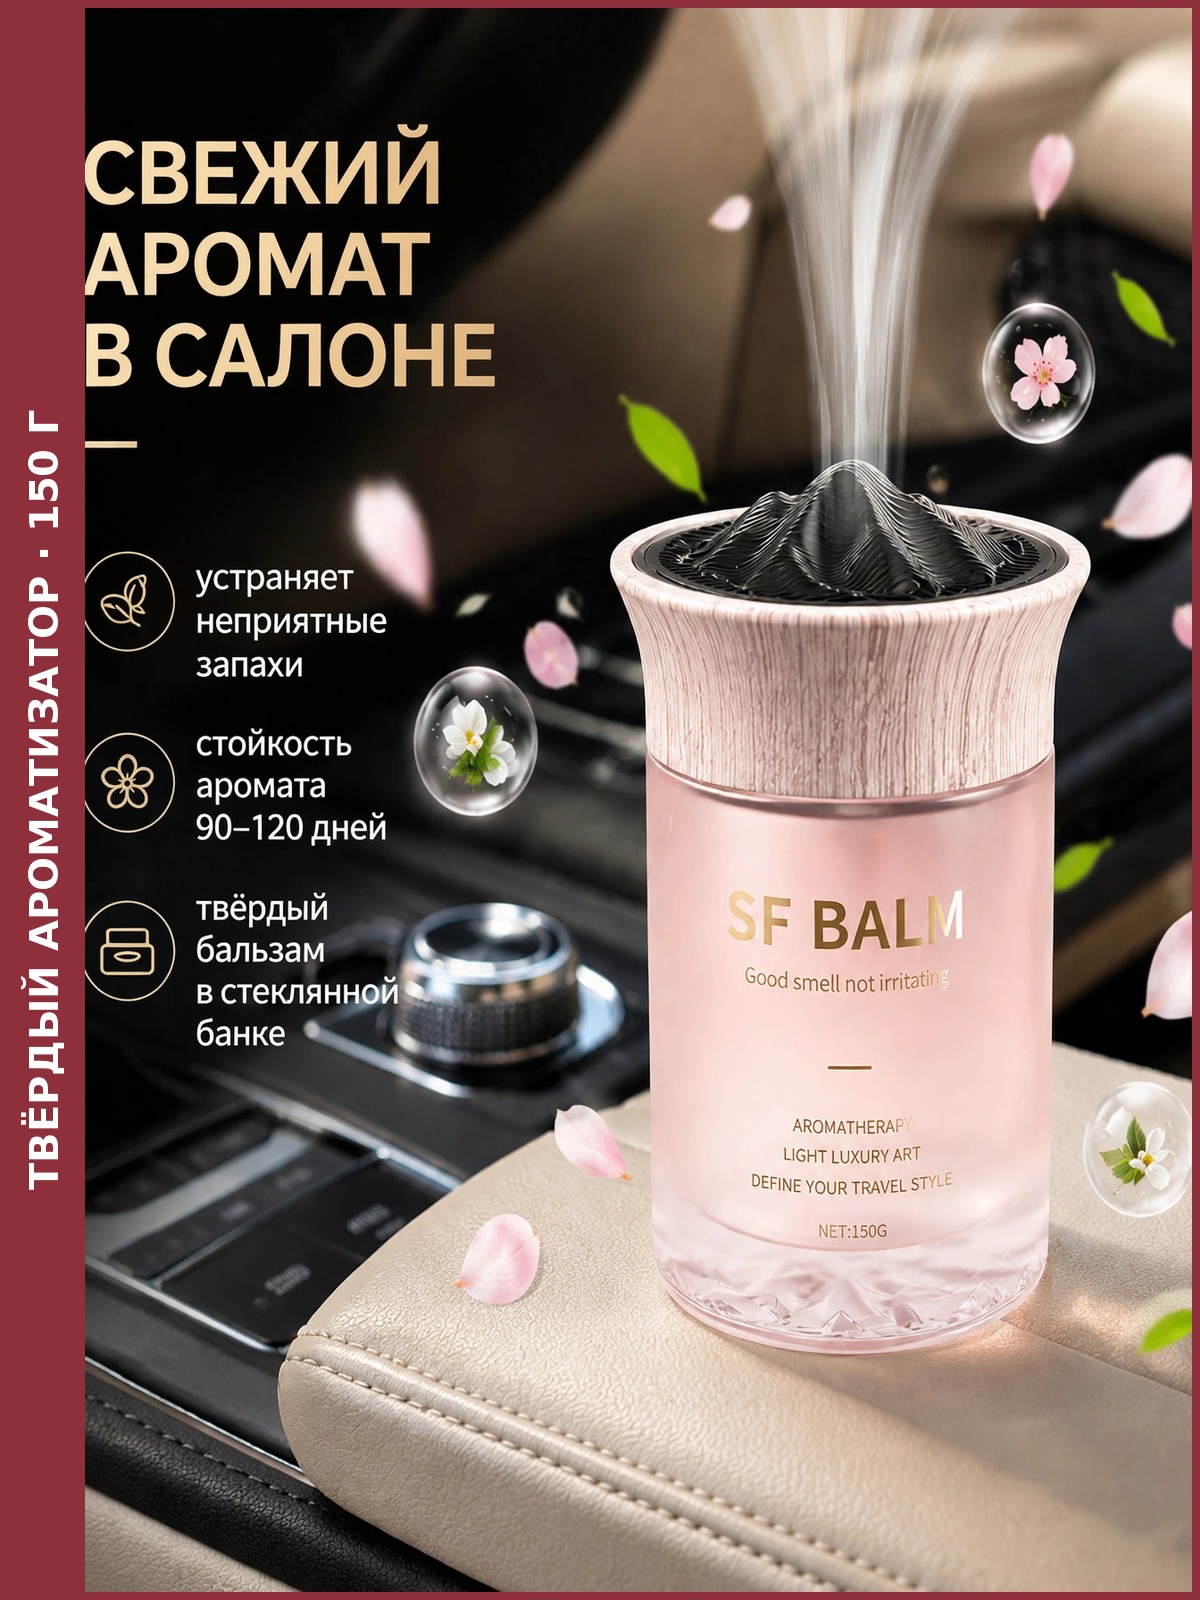 ТВЁРДЫЙ АРОМАТИЗАТОР · 150 Г
СВЕЖИЙ
АРОМАТ
В САЛОНЕ
устраняет
неприятные
запахи
стойкость
аромата
90–120 дней
твёрдый
бальзам
в стеклянной
банке
SF BALM
Good smell not irritating
AROMATHERAPY
LIGHT LUXURY ART
DEFINE YOUR TRAVEL STYLE
NET:150G